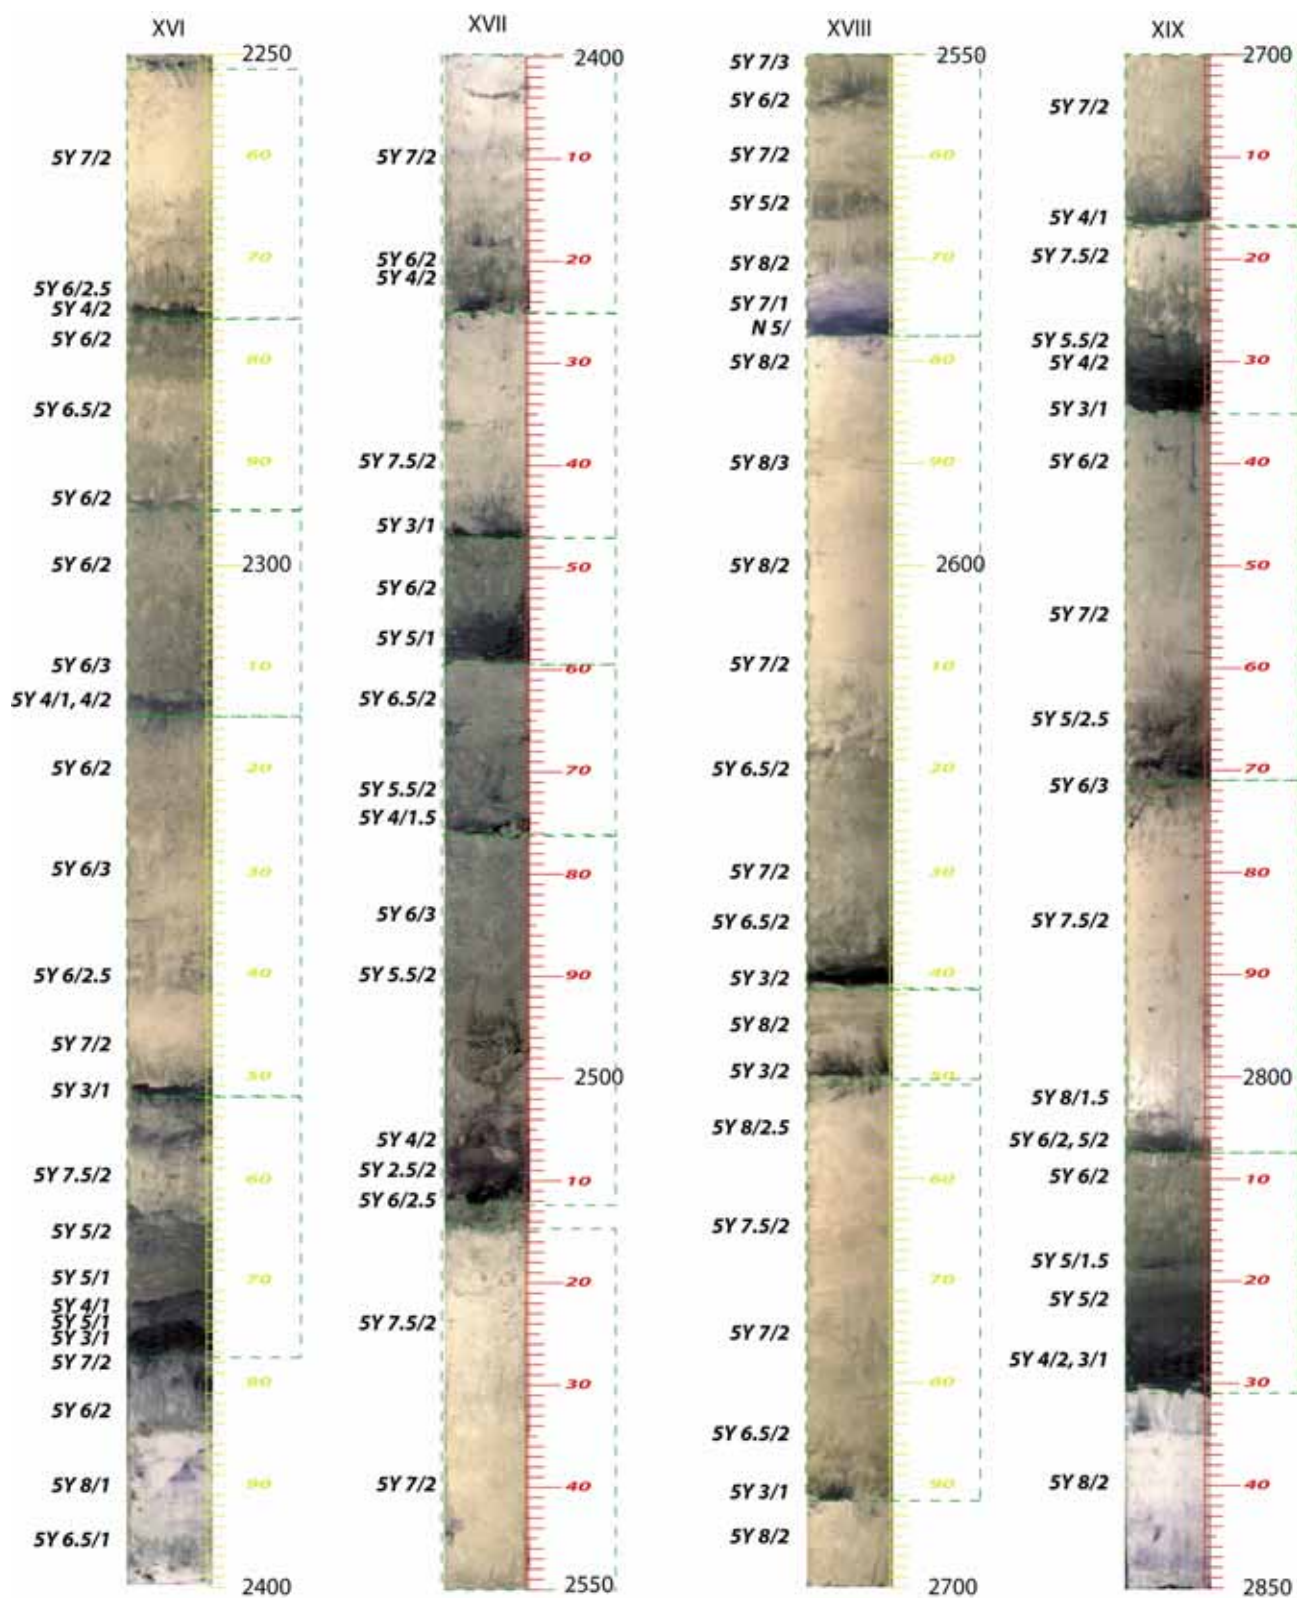 XVI
2250
5Y 7/2
60
70
5Y 6/2.5
5Y 4/2
5Y 6/2
80
5Y 6.5/2
90
5Y 6/2
5Y 6/2
2300
5Y 6/3
10
5Y 4/1, 4/2
5Y 6/2
20
5Y 6/3
30
5Y 6/2.5
40
5Y 7/2
50
5Y 3/1
5Y 7.5/2
60
5Y 5/2
5Y 5/1
70
5Y 4/1
5Y 5/1
5Y 3/1
5Y 7/2
80
5Y 6/2
5Y 8/1
90
5Y 6.5/1
2400
XVII
2400
5Y 7/2
10
5Y 6/2
20
5Y 4/2
30
5Y 7.5/2
40
5Y 3/1
50
5Y 6/2
5Y 5/1
60
5Y 6.5/2
70
5Y 5.5/2
5Y 4/1.5
80
5Y 6/3
5Y 5.5/2
90
2500
5Y 4/2
5Y 2.5/2
10
5Y 6/2.5
20
5Y 7.5/2
30
5Y 7/2
40
2550
XVIII
2550
5Y 7/3
5Y 6/2
5Y 7/2
60
5Y 5/2
5Y 8/2
70
5Y 7/1
N 5/
5Y 8/2
80
5Y 8/3
90
5Y 8/2
2600
5Y 7/2
10
5Y 6.5/2
20
5Y 7/2
30
5Y 6.5/2
5Y 3/2
40
5Y 8/2
5Y 3/2
50
5Y 8/2.5
60
5Y 7.5/2
70
5Y 7/2
80
5Y 6.5/2
5Y 3/1
90
5Y 8/2
2700
XIX
2700
5Y 7/2
10
5Y 4/1
5Y 7.5/2
20
5Y 5.5/2
5Y 4/2
30
5Y 3/1
5Y 6/2
40
50
5Y 7/2
60
5Y 5/2.5
70
5Y 6/3
80
5Y 7.5/2
90
5Y 8/1.5
2800
5Y 6/2, 5/2
5Y 6/2
10
5Y 5/1.5
20
5Y 5/2
5Y 4/2, 3/1
30
5Y 8/2
40
2850